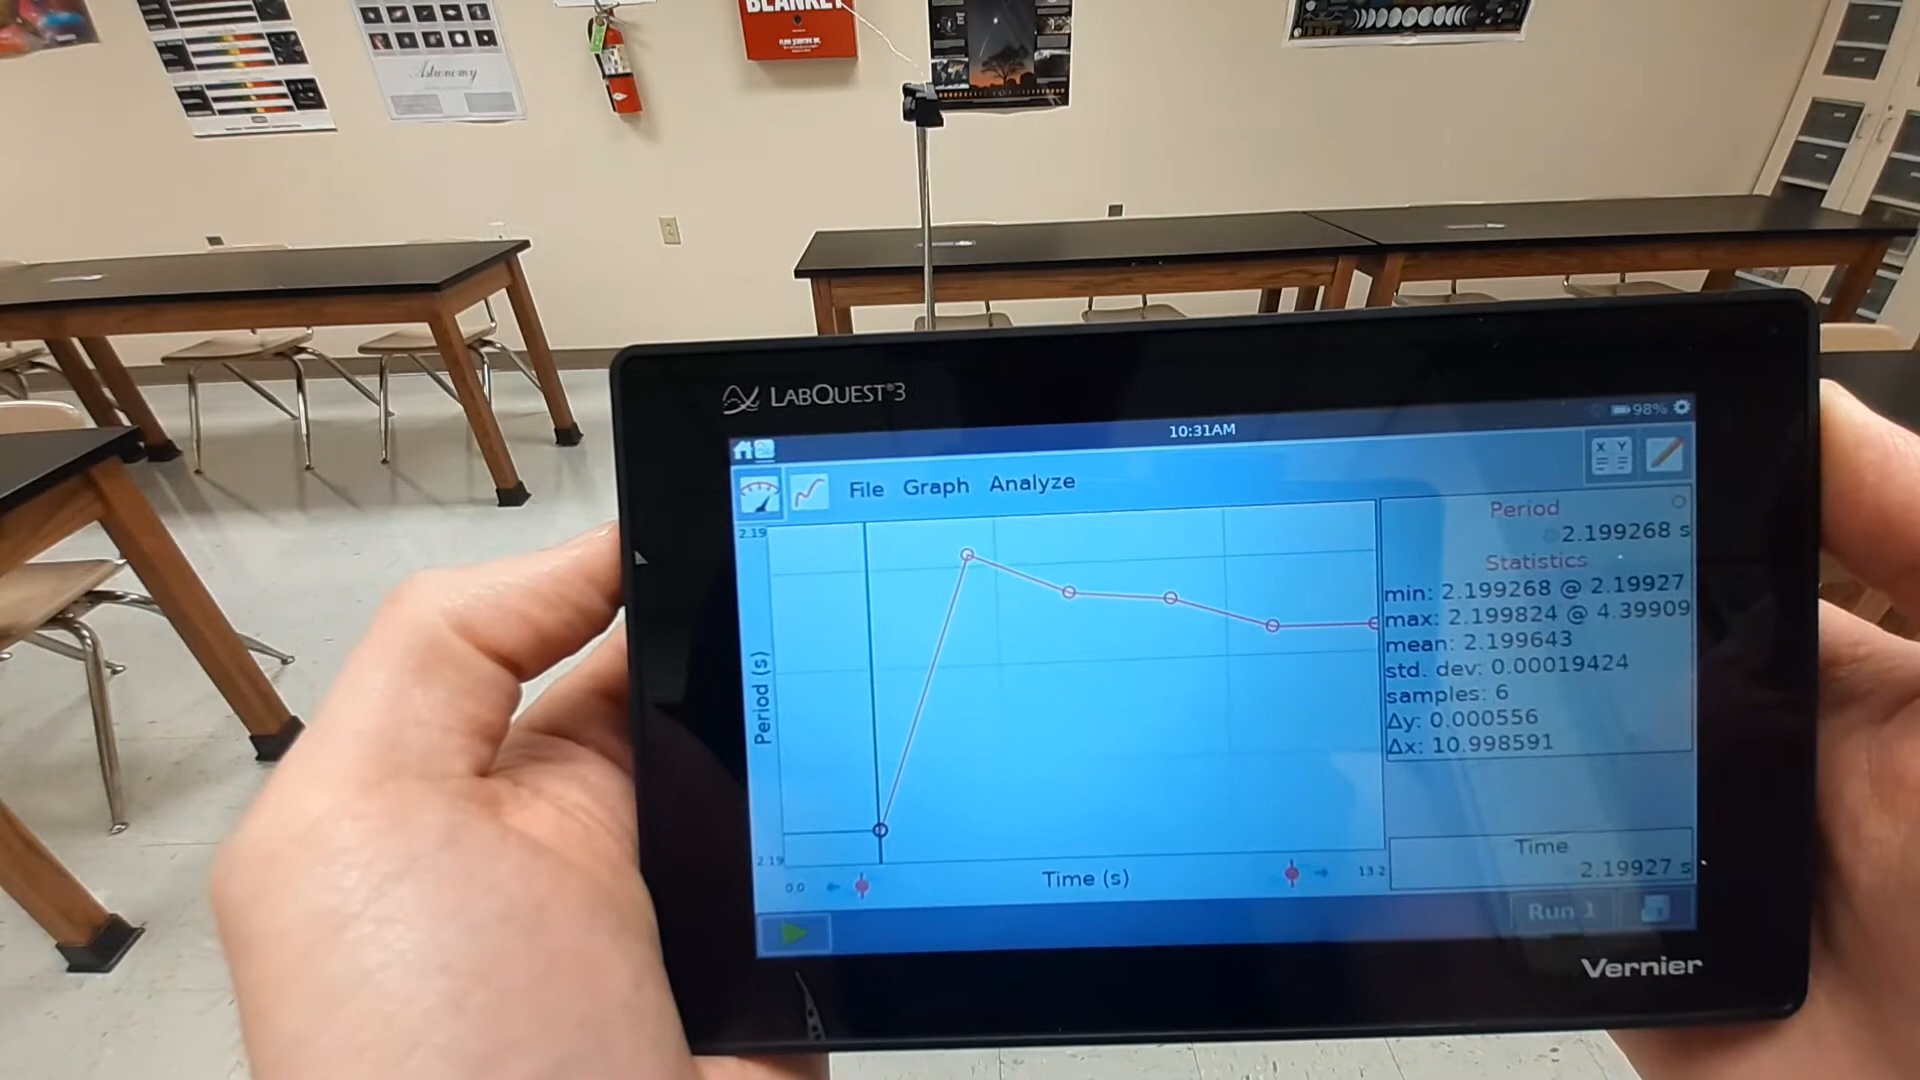 BLANKET
Astronomy
LABQUEST®3
98%
10:31AM
File Graph Analyze
2.19
Period (s)
2.19
0.0
Time (s)
13.2
Period
2.199268 s
Statistics
min: 2.199268 @ 2.19927
max: 2.199824 @ 4.39909
mean: 2.199643
std. dev: 0.00019424
samples: 6
Δy: 0.000556
Δx: 10.998591
Time
2.19927 s
Run 1
X Y
Vernier